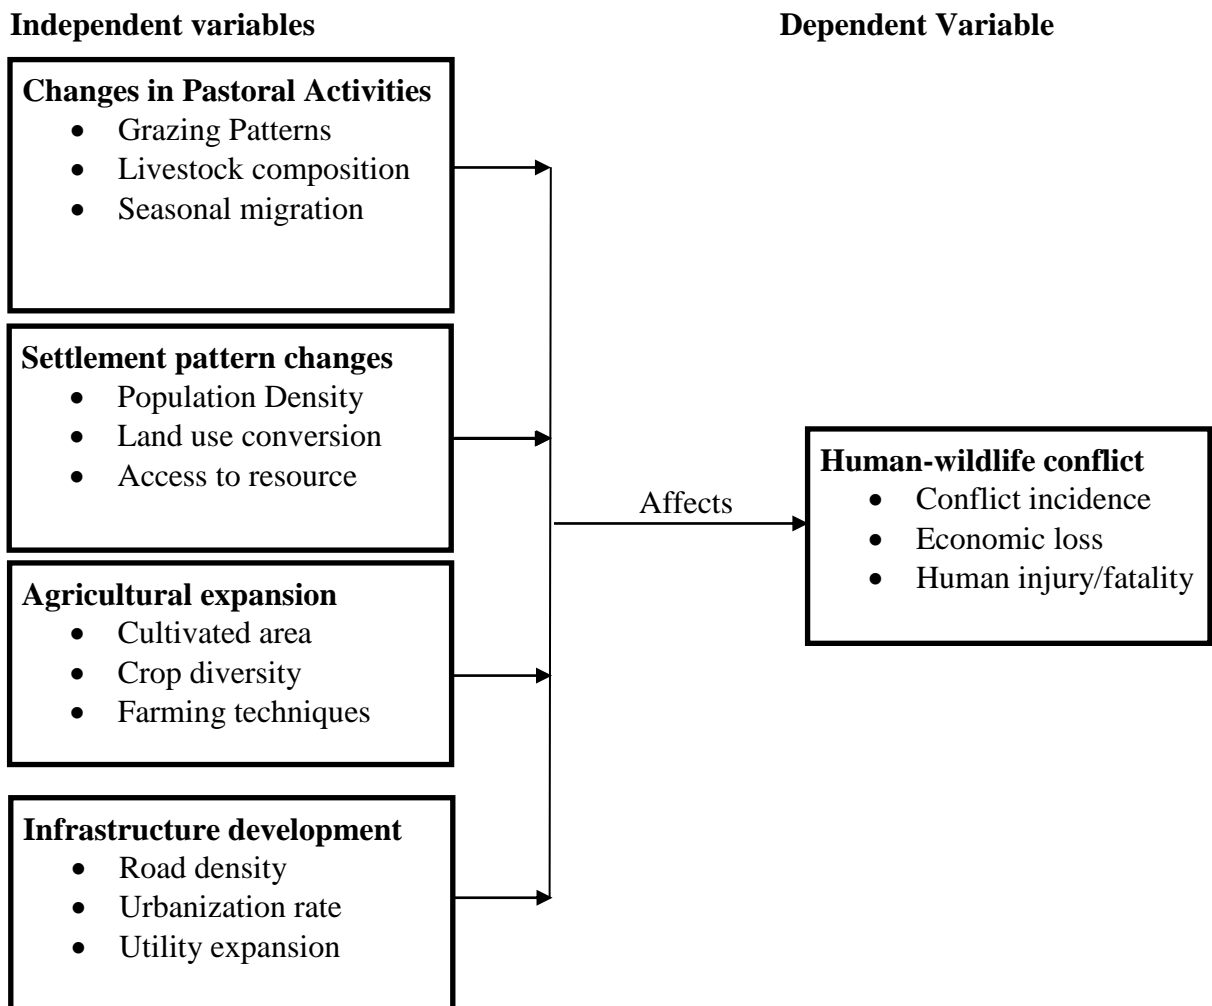 Independent variables
Dependent Variable
Changes in Pastoral Activities
• Grazing Patterns
• Livestock composition
• Seasonal migration
Settlement pattern changes
• Population Density
• Land use conversion
• Access to resource
Agricultural expansion
• Cultivated area
• Crop diversity
• Farming techniques
Infrastructure development
• Road density
• Urbanization rate
• Utility expansion
Affects
Human-wildlife conflict
• Conflict incidence
• Economic loss
• Human injury/fatality